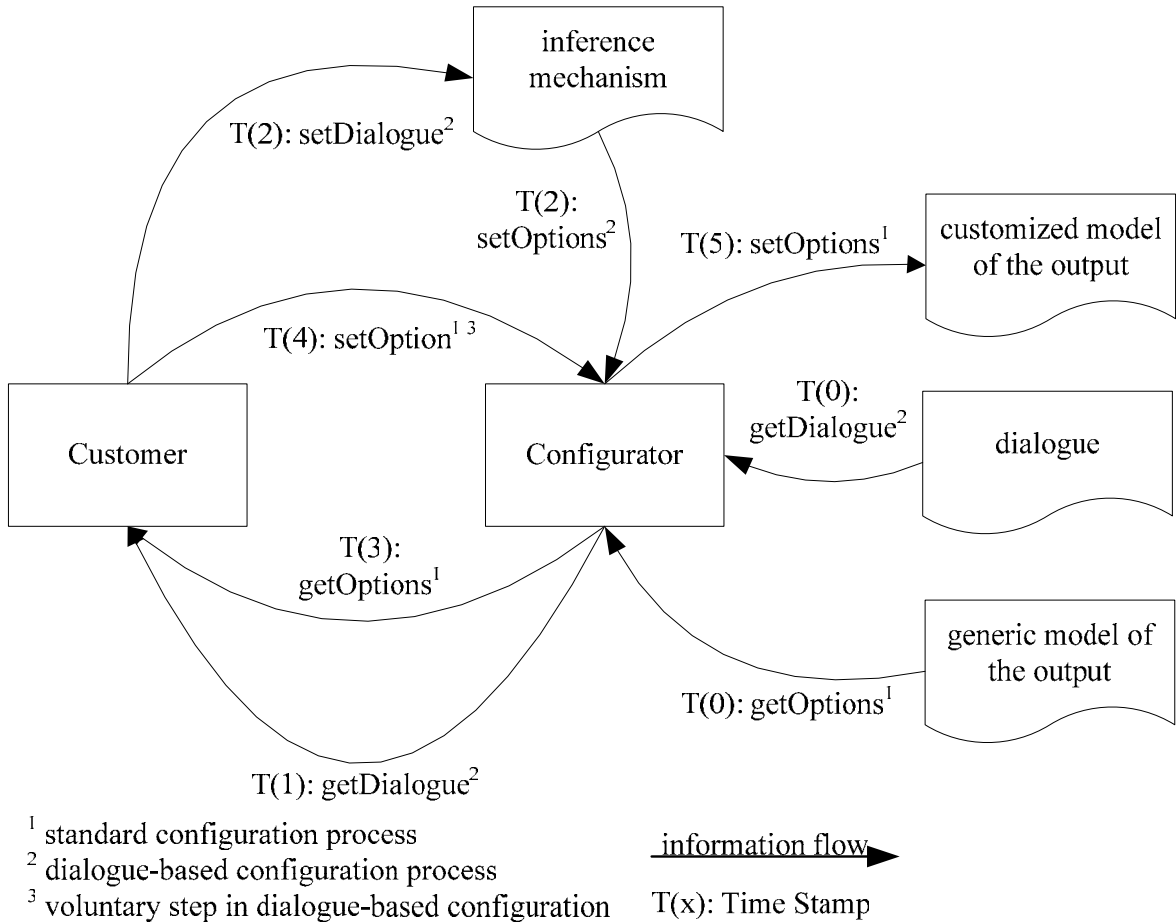 inference
mechanism
T(2): setDialogue²
T(2):
setOptions²
T(5): setOptions¹
customized model
of the output
T(4): setOption¹ ³
T(0):
getDialogue²
Customer
Configurator
dialogue
T(3):
getOptions¹
generic model of
the output
T(0): getOptions¹
T(1): getDialogue²
¹ standard configuration process
² dialogue-based configuration process
³ voluntary step in dialogue-based configuration
information flow
T(x): Time Stamp